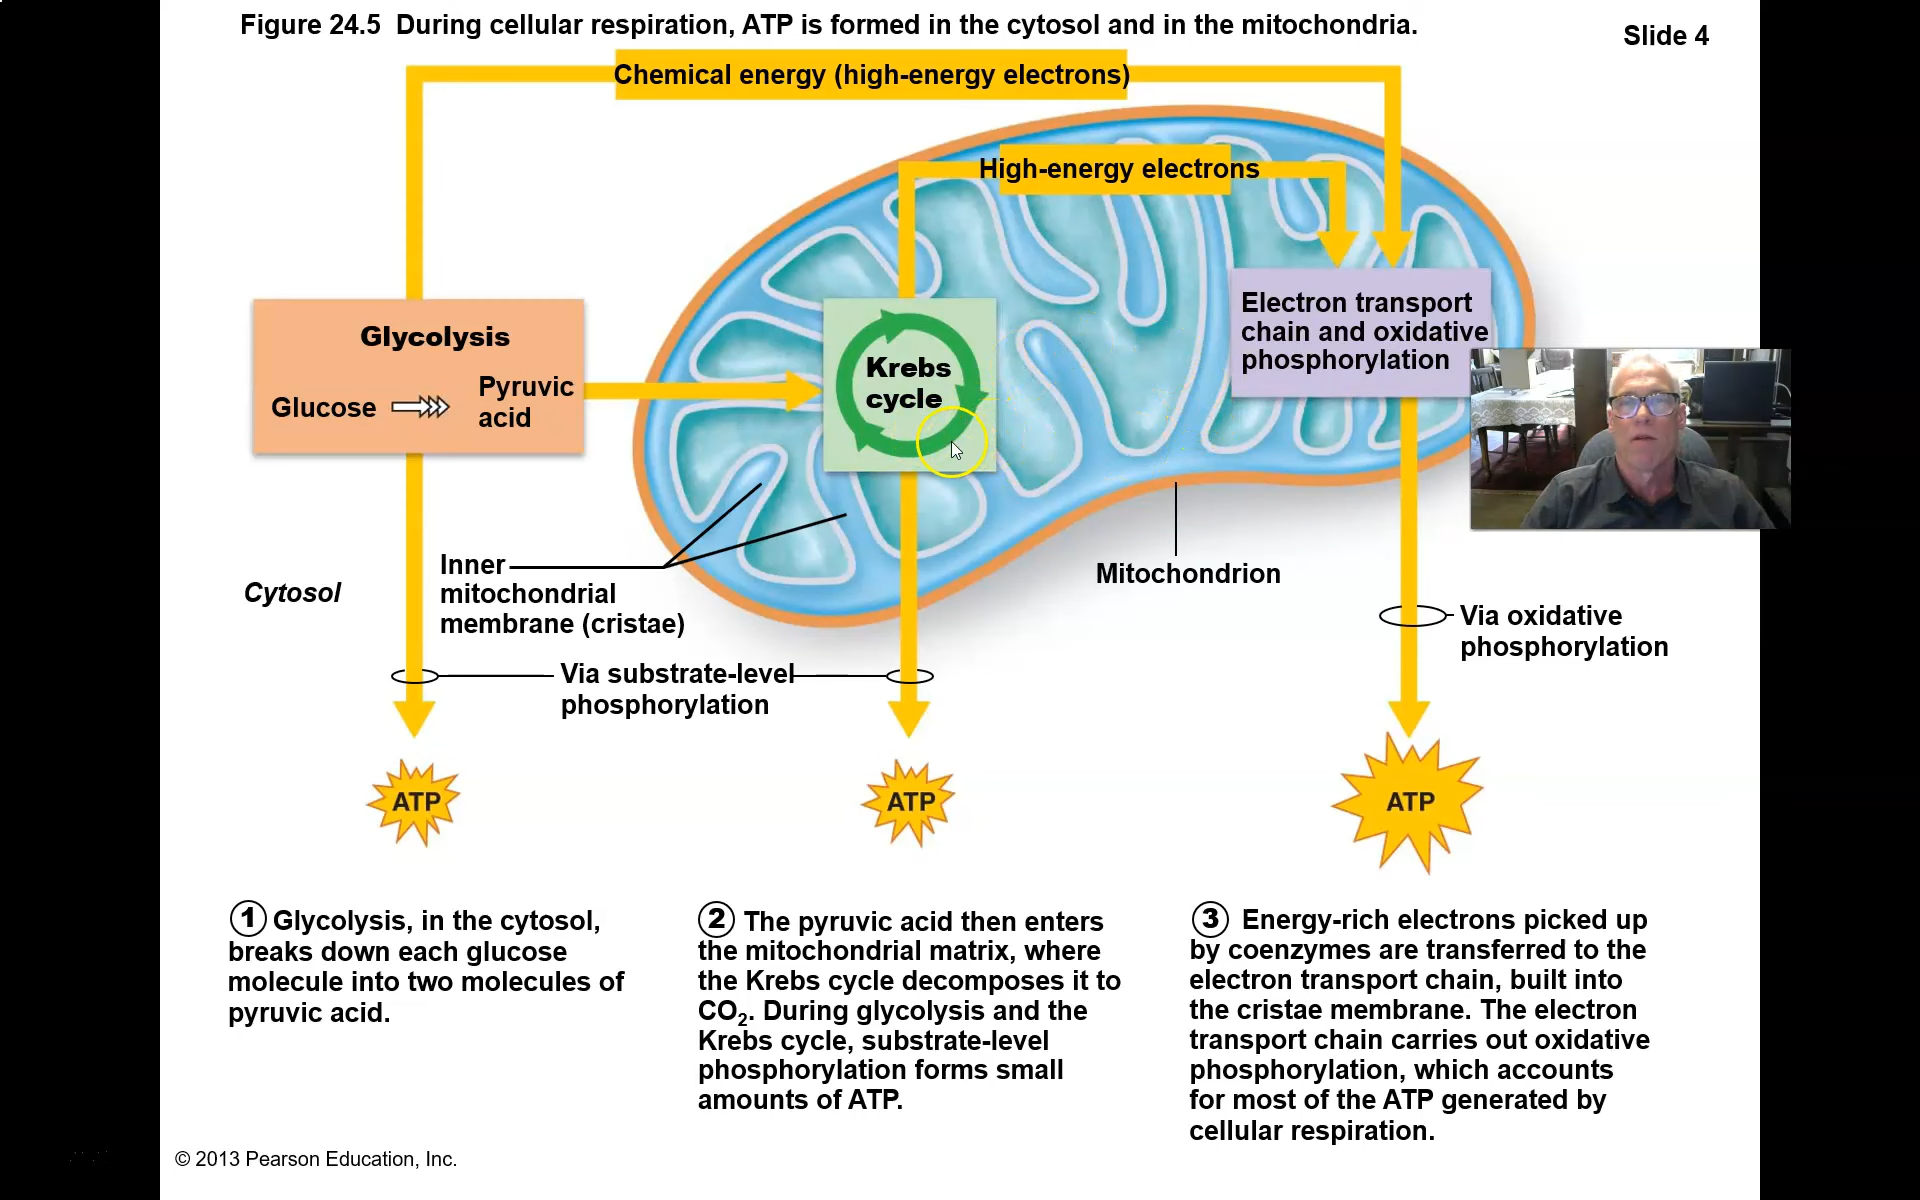 Figure 24.5  During cellular respiration, ATP is formed in the cytosol and in the mitochondria.
Slide 4
Chemical energy (high-energy electrons)
High-energy electrons
Glycolysis
Glucose
Pyruvic
acid
Krebs
cycle
Electron transport
chain and oxidative
phosphorylation
Inner
mitochondrial
membrane (cristae)
Cytosol
Mitochondrion
Via substrate-level
phosphorylation
Via oxidative
phosphorylation
ATP
ATP
ATP
1 Glycolysis, in the cytosol,
breaks down each glucose
molecule into two molecules of
pyruvic acid.
2 The pyruvic acid then enters
the mitochondrial matrix, where
the Krebs cycle decomposes it to
CO2. During glycolysis and the
Krebs cycle, substrate-level
phosphorylation forms small
amounts of ATP.
3 Energy-rich electrons picked up
by coenzymes are transferred to the
electron transport chain, built into
the cristae membrane. The electron
transport chain carries out oxidative
phosphorylation, which accounts
for most of the ATP generated by
cellular respiration.
© 2013 Pearson Education, Inc.